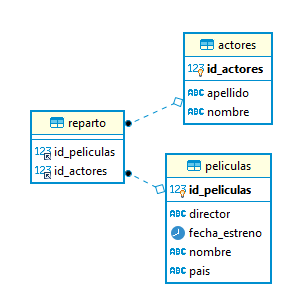 actores
123 id_actores
ABC apellido
ABC nombre
reparto
123 id_peliculas
123 id_actores
peliculas
123 id_peliculas
ABC director
fecha_estreno
ABC nombre
ABC pais